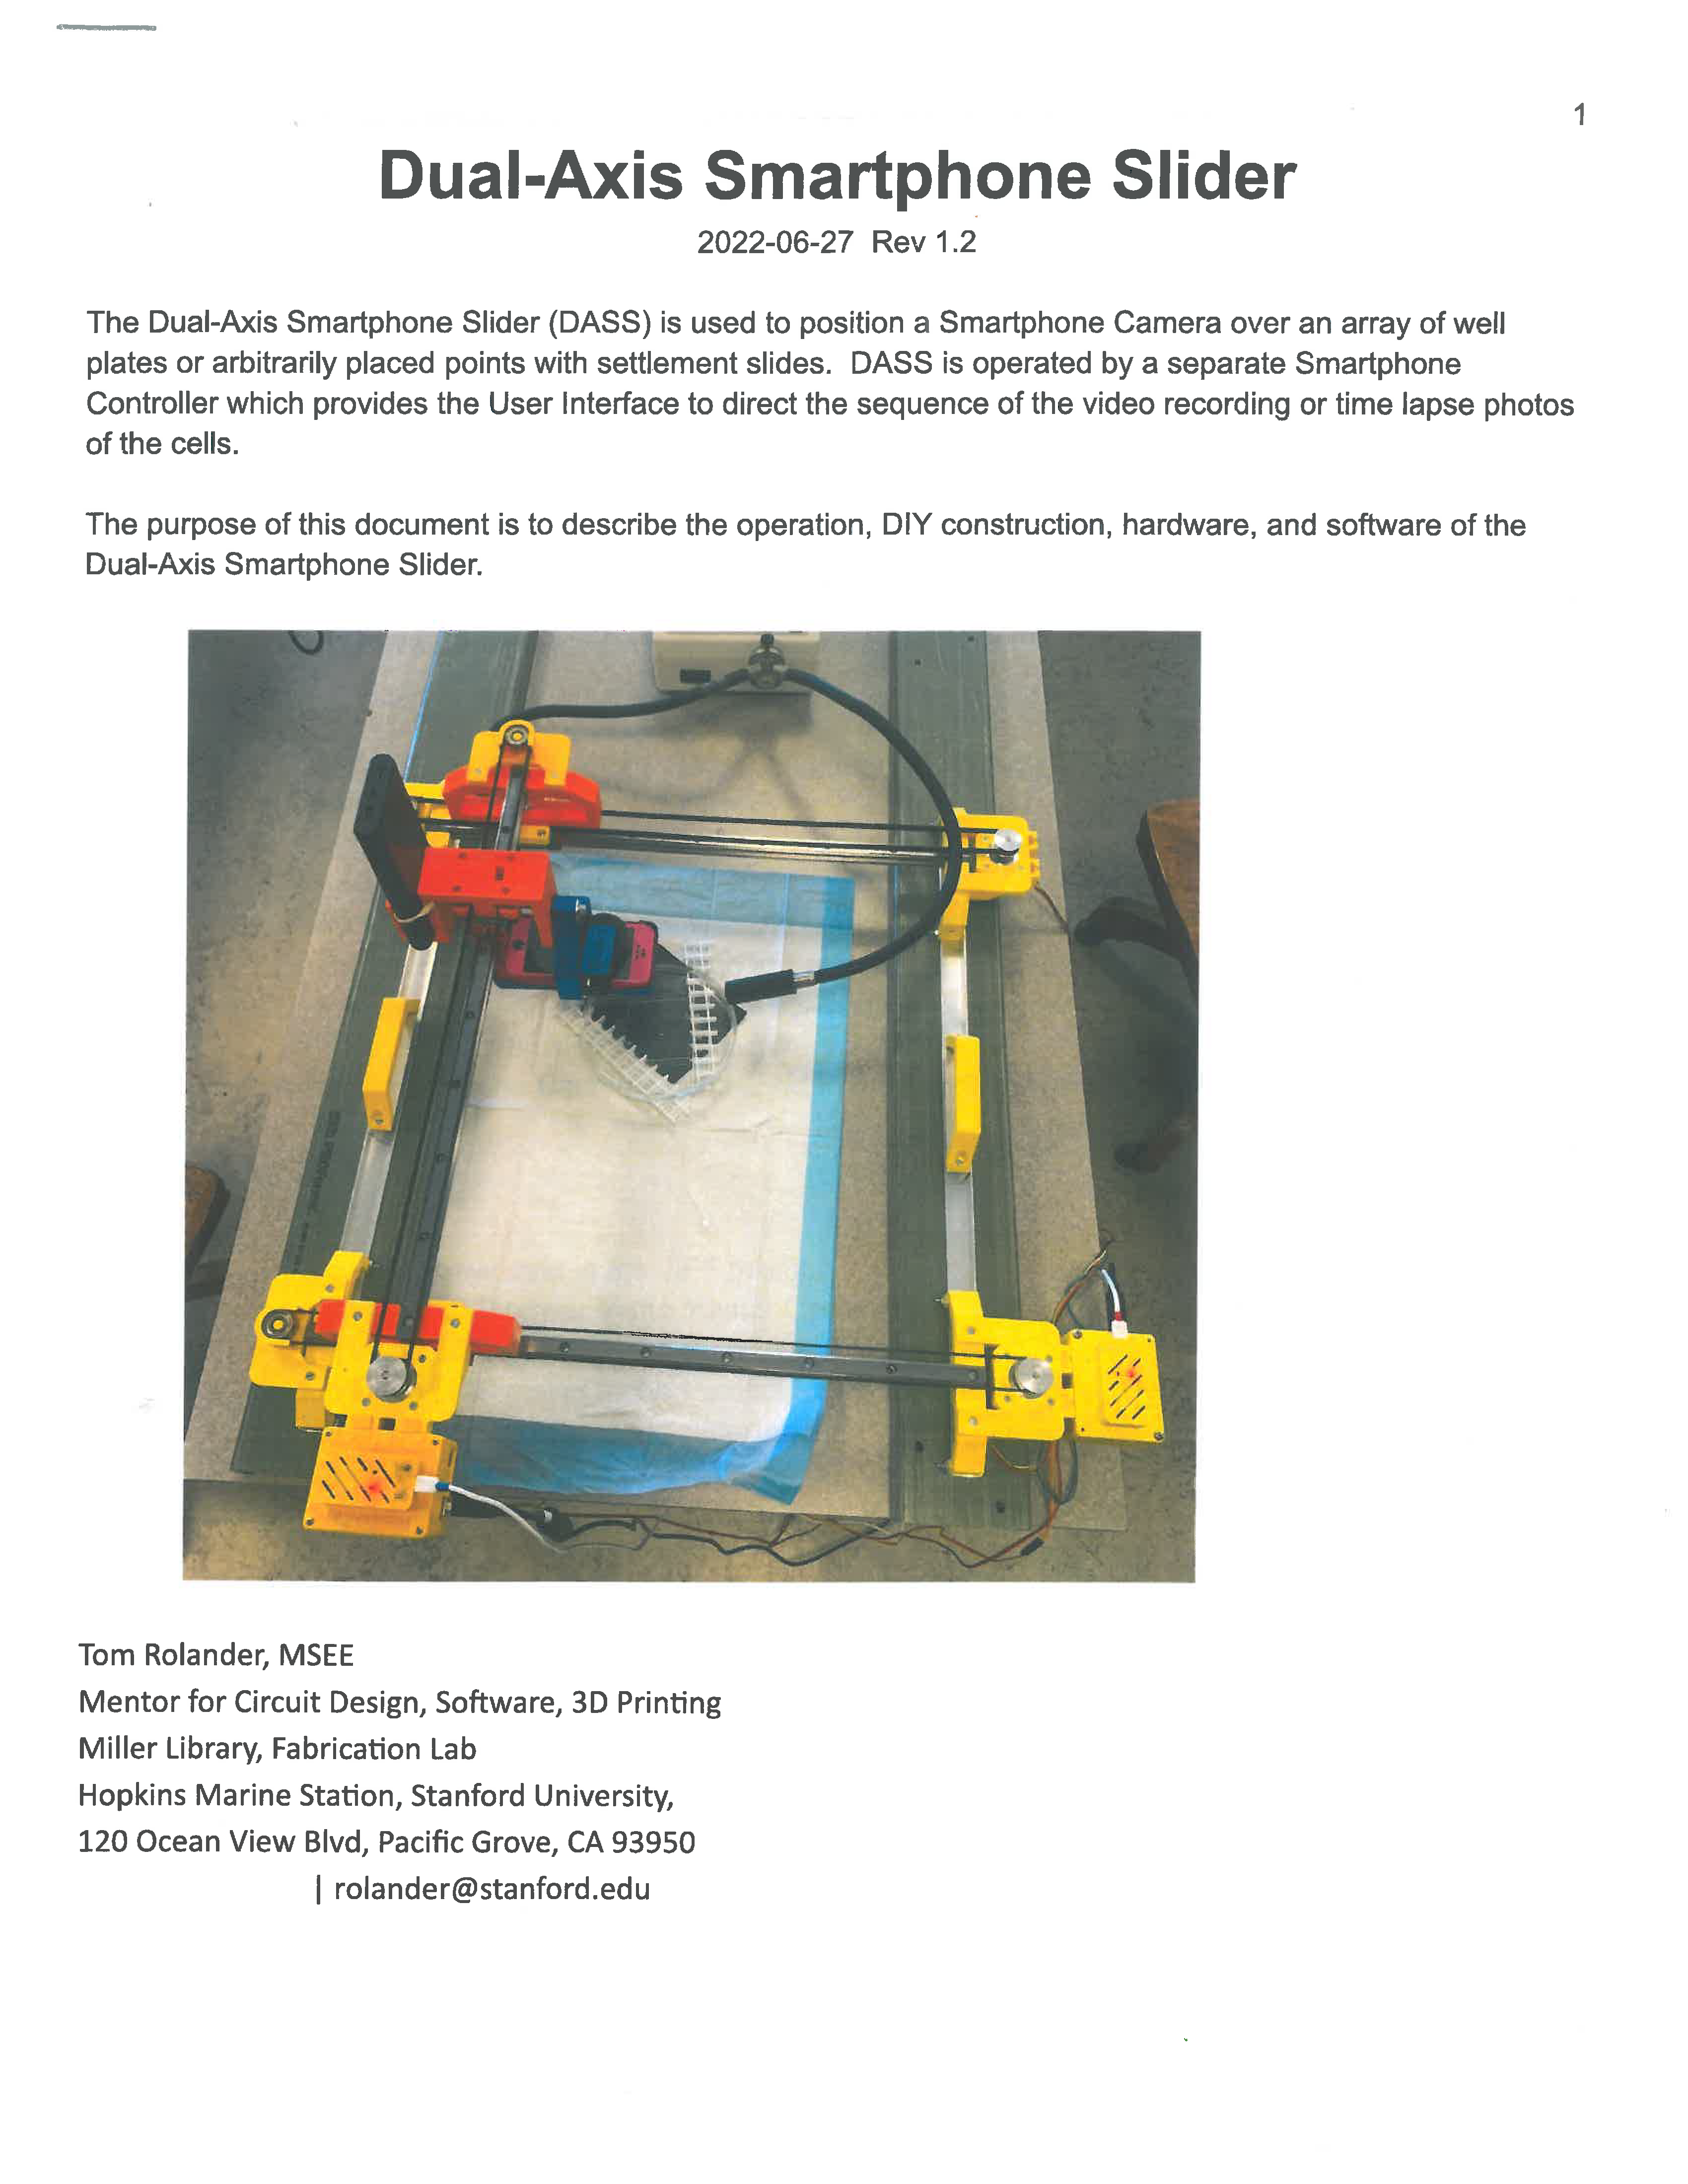 1
Dual-Axis Smartphone Slider
2022-06-27 Rev 1.2
The Dual-Axis Smartphone Slider (DASS) is used to position a Smartphone Camera over an array of well
plates or arbitrarily placed points with settlement slides. DASS is operated by a separate Smartphone
Controller which provides the User Interface to direct the sequence of the video recording or time lapse photos
of the cells.
The purpose of this document is to describe the operation, DIY construction, hardware, and software of the
Dual-Axis Smartphone Slider.
Tom Rolander, MSEE
Mentor for Circuit Design, Software, 3D Printing
Miller Library, Fabrication Lab
Hopkins Marine Station, Stanford University,
120 Ocean View Blvd, Pacific Grove, CA 93950
| rolander@stanford.edu